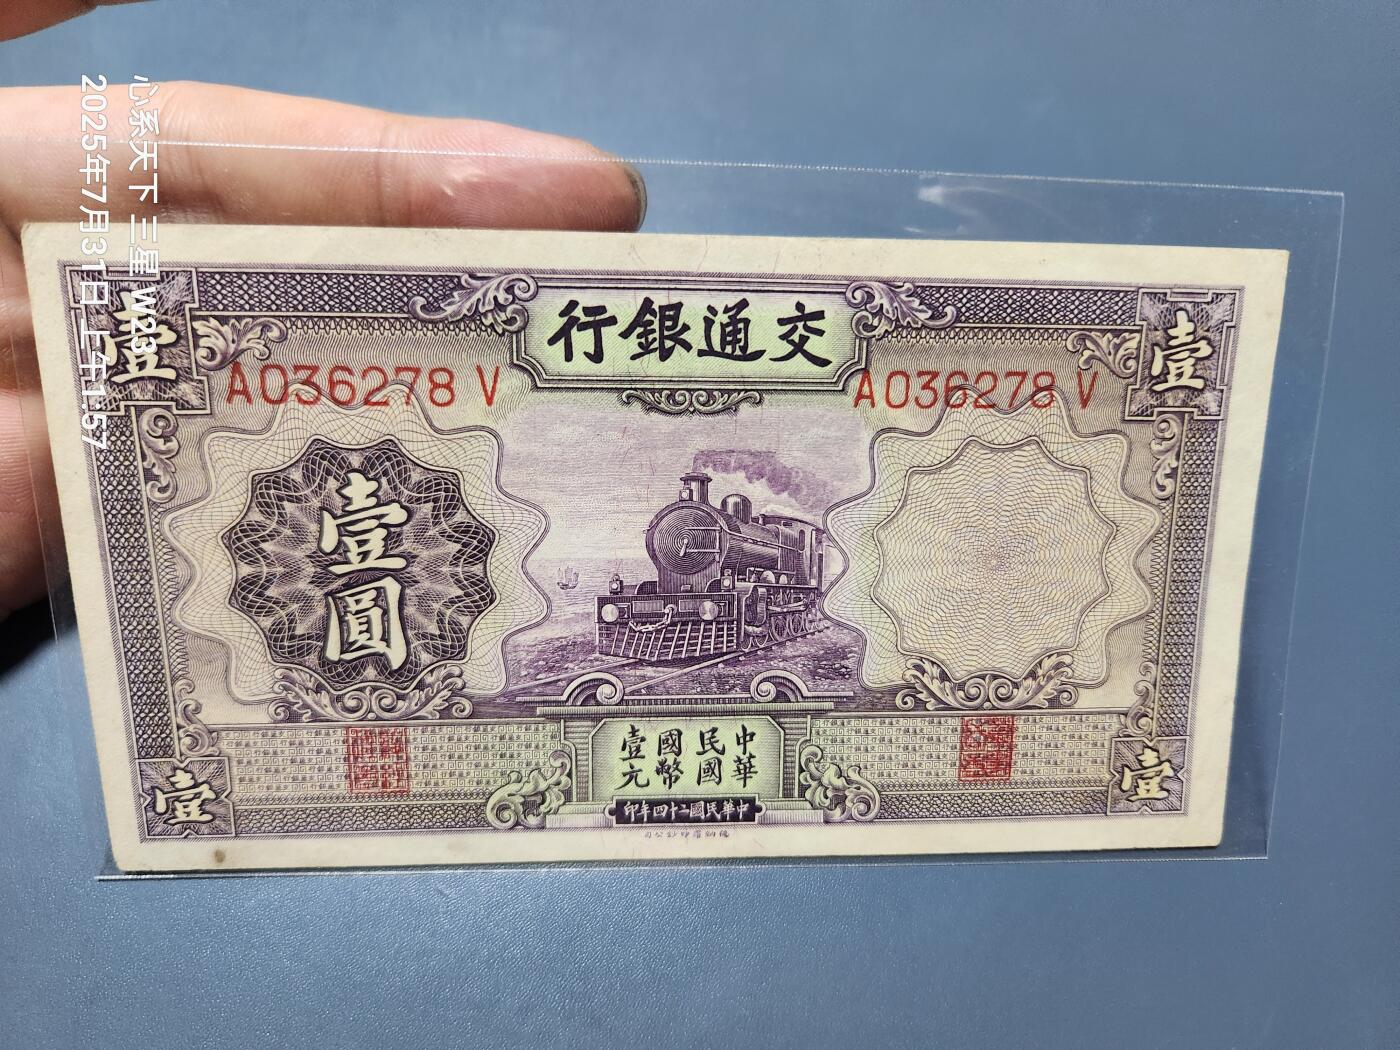 心系天下 三星 W23
2025年7月31日 上午1:57
行銀通交
壹
壹
A036278 V
A036278 V
壹圓
中華
民國
國幣
壹元
印年四十二國民華中
壹
壹